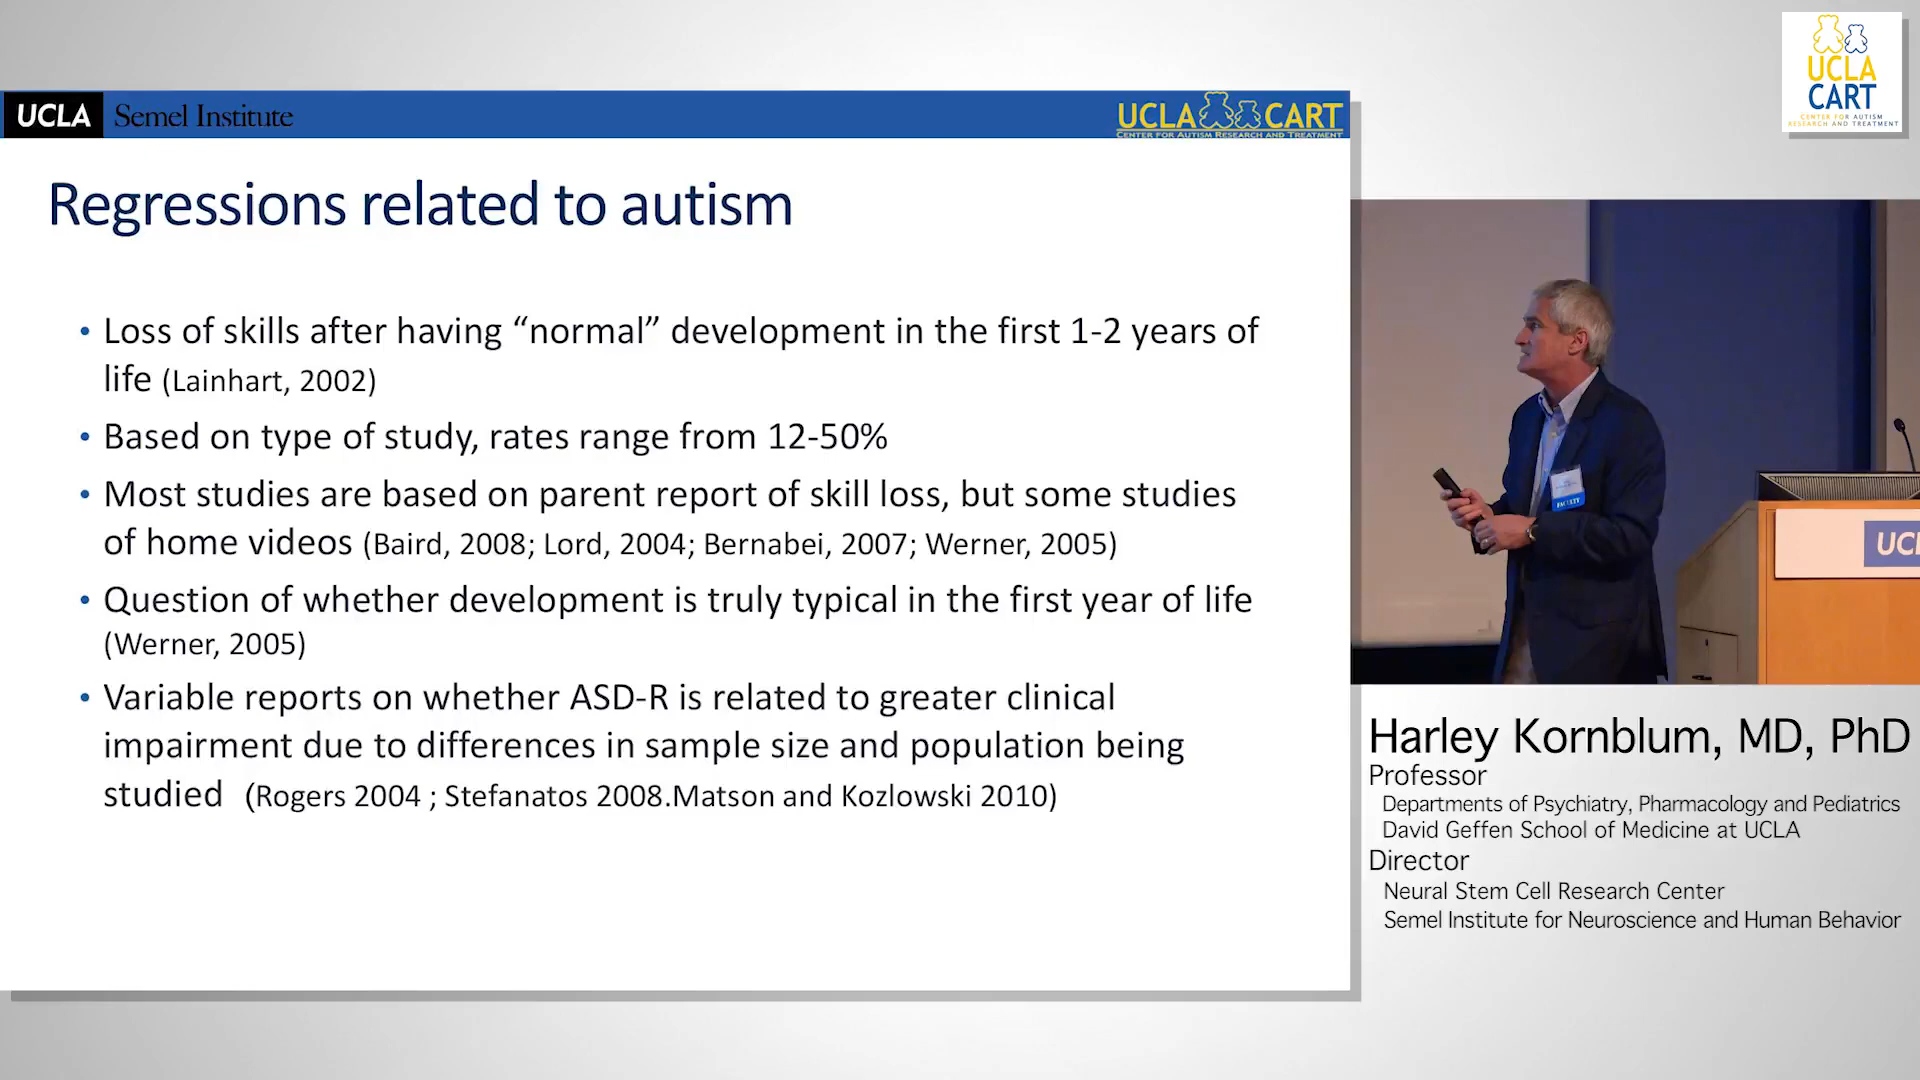 UCLA Semel Institute
UCLA CART
CENTER FOR AUTISM RESEARCH AND TREATMENT
Regressions related to autism
• Loss of skills after having “normal” development in the first 1-2 years of
life (Lainhart, 2002)
• Based on type of study, rates range from 12-50%
• Most studies are based on parent report of skill loss, but some studies
of home videos (Baird, 2008; Lord, 2004; Bernabei, 2007; Werner, 2005)
• Question of whether development is truly typical in the first year of life
(Werner, 2005)
• Variable reports on whether ASD-R is related to greater clinical
impairment due to differences in sample size and population being
studied (Rogers 2004 ; Stefanatos 2008.Matson and Kozlowski 2010)
UCLA
CART
CENTER FOR AUTISM
RESEARCH AND TREATMENT
FACULTY
UCL
Harley Kornblum, MD, PhD
Professor
Departments of Psychiatry, Pharmacology and Pediatrics
David Geffen School of Medicine at UCLA
Director
Neural Stem Cell Research Center
Semel Institute for Neuroscience and Human Behavior